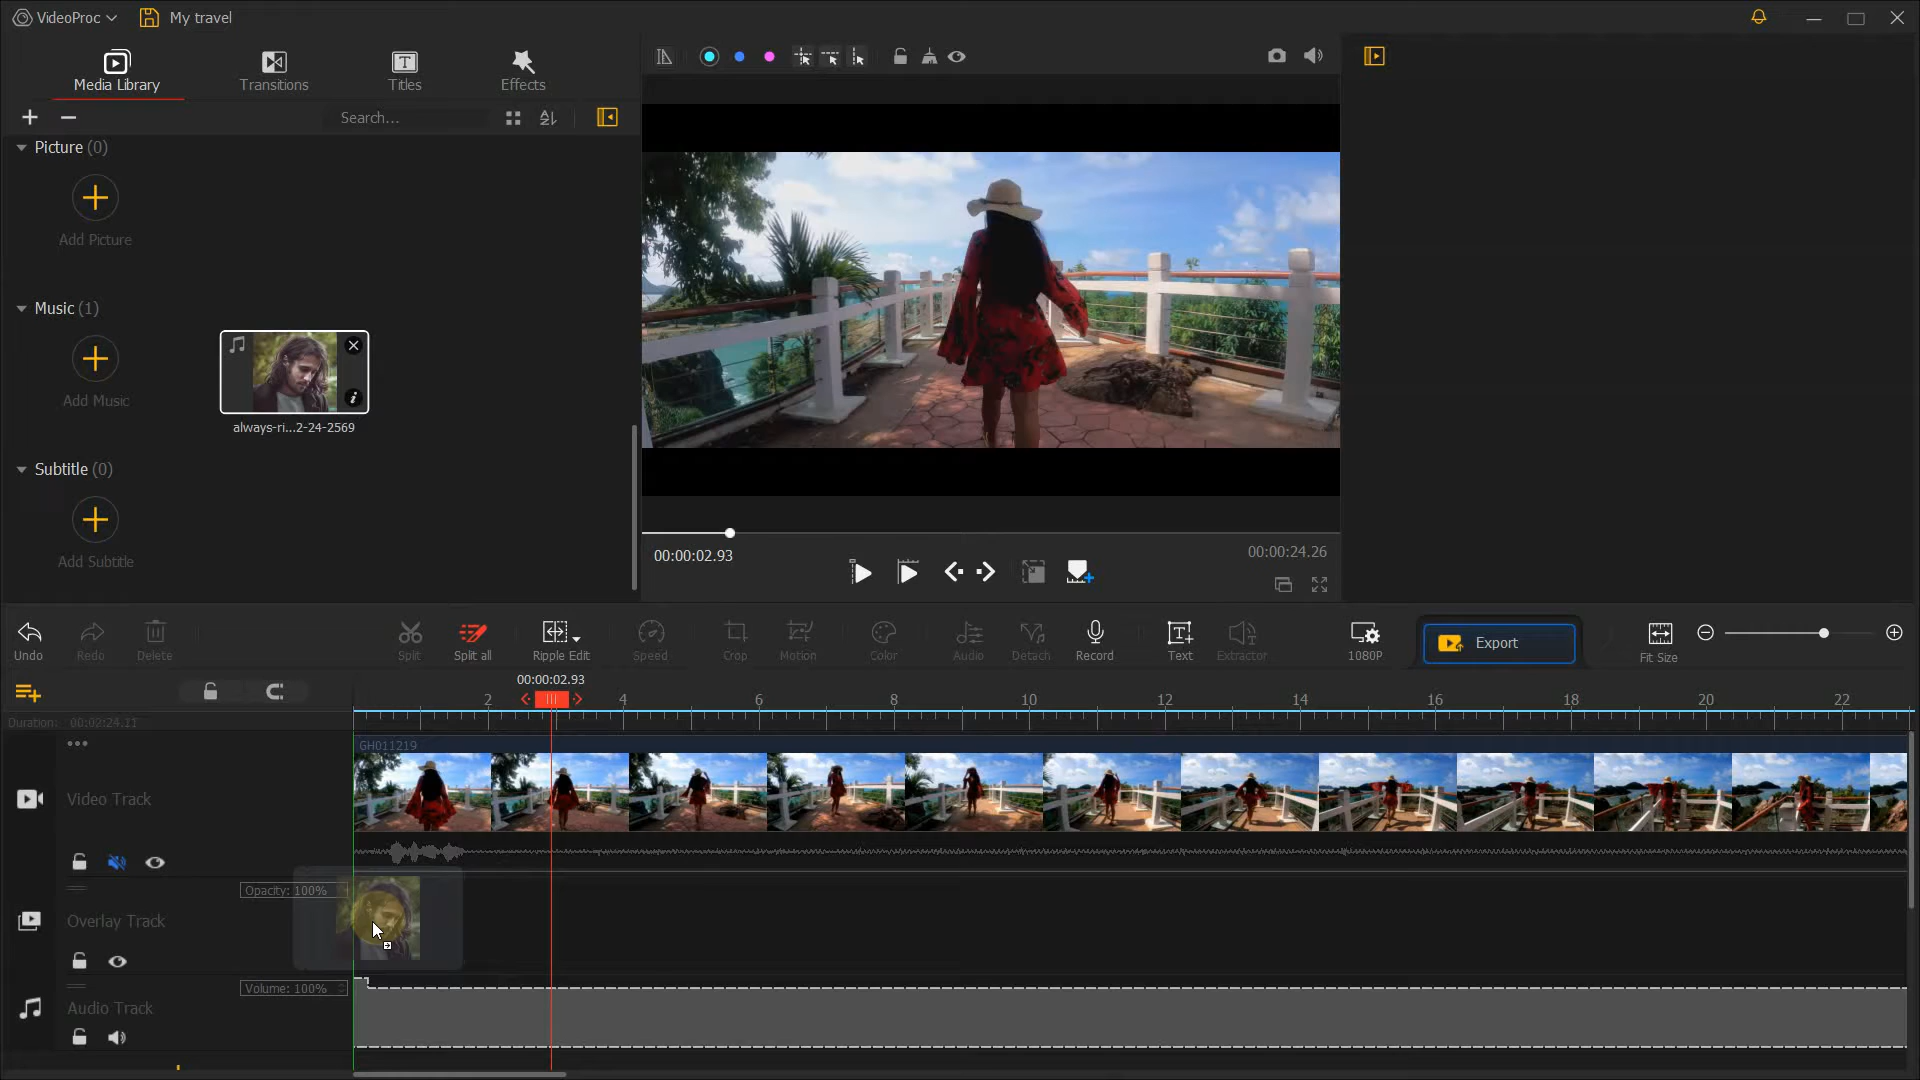 VideoProc
My travel
Media Library
Transitions
Titles
Effects
Search...
Picture (0)
Add Picture
Music (1)
Add Music
always-ri...2-24-2569
Subtitle (0)
Add Subtitle
00:00:02.93
00:00:24.26
Undo
Redo
Delete
Split
Split all
Ripple Edit
Speed
Crop
Motion
Color
Audio
Detach
Record
Text
Extractor
1080P
Export
Fit Size
00:00:02.93
2 4 6 8 10 12 14 16 18 20 22
Duration: 00:02:24.11
GH011219
Video Track
Opacity: 100%
Overlay Track
Volume: 100%
Audio Track